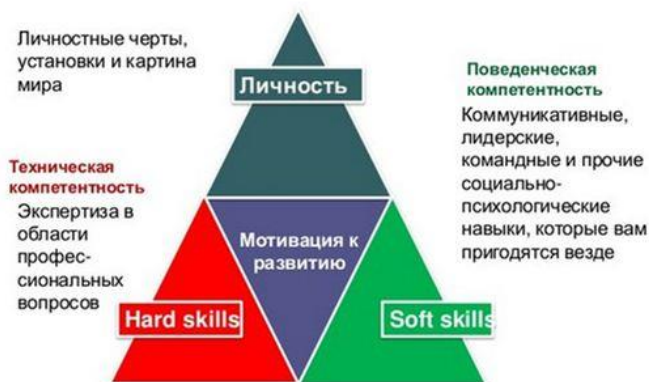 Личностные черты,
установки и картина
мира
Личность
Поведенческая
компетентность
Коммуникативные,
лидерские,
командные и прочие
социально-
психологические
навыки, которые вам
пригодятся везде
Техническая
компетентность
Экспертиза в
области
профес-
сиональных
вопросов
Мотивация к
развитию
Hard skills
Soft skills